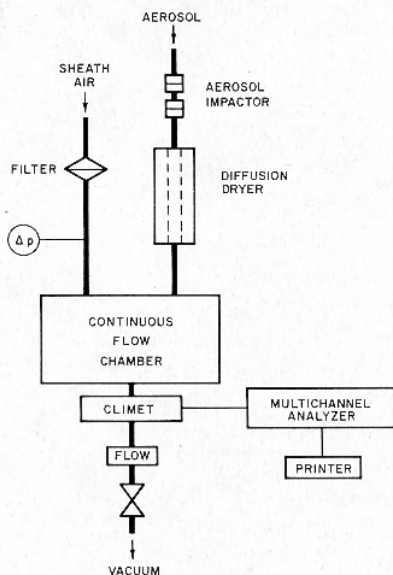 AEROSOL
SHEATH
AIR
AEROSOL
IMPACTOR
FILTER
DIFFUSION
DRYER
Δp
CONTINUOUS
FLOW
CHAMBER
CLIMET
MULTICHANNEL
ANALYZER
FLOW
PRINTER
VACUUM